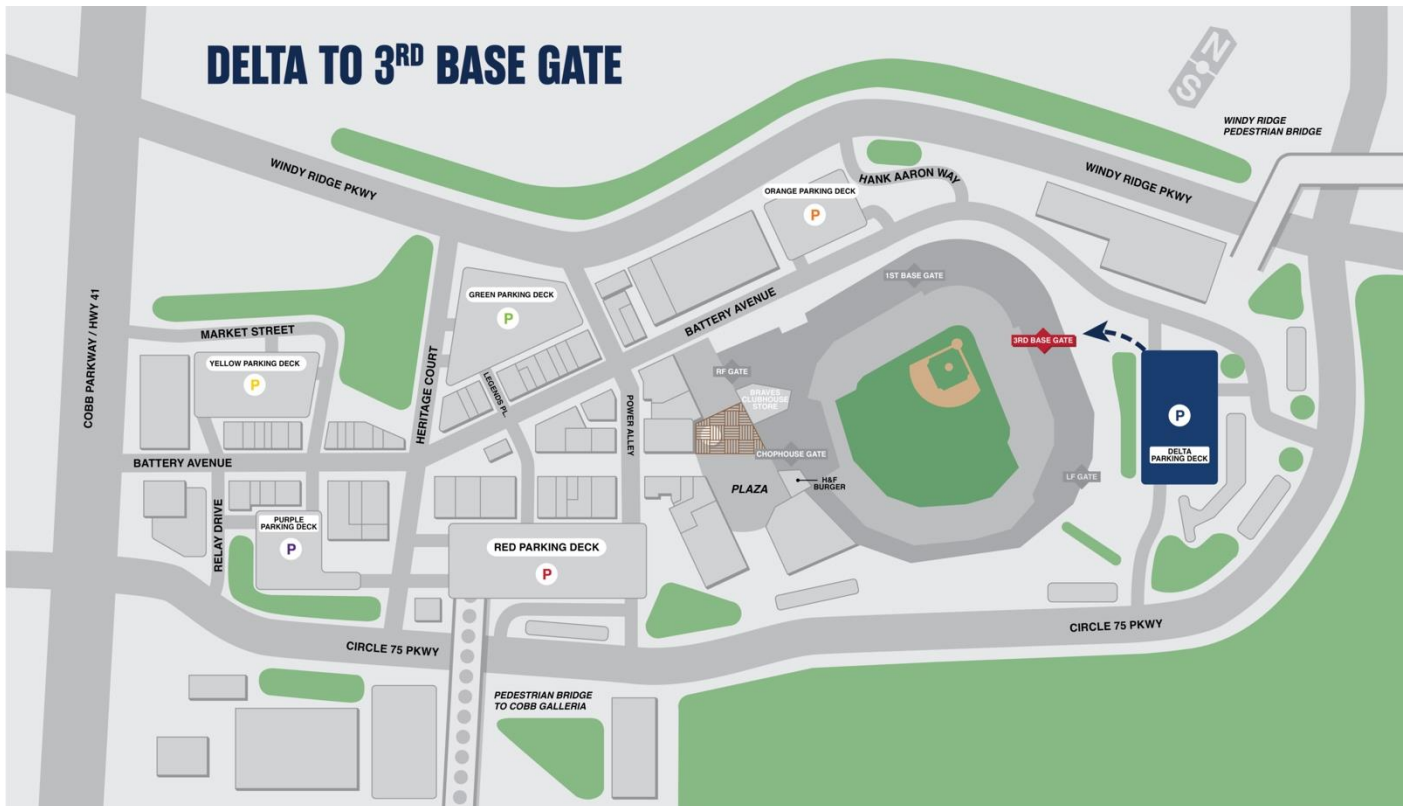 DELTA TO 3RD BASE GATE
N
S
WINDY RIDGE
PEDESTRIAN BRIDGE
WINDY RIDGE PKWY
WINDY RIDGE PKWY
HANK AARON WAY
ORANGE PARKING DECK
P
1ST BASE GATE
COBB PARKWAY / HWY 41
GREEN PARKING DECK
P
BATTERY AVENUE
MARKET STREET
3RD BASE GATE
YELLOW PARKING DECK
P
HERITAGE COURT
LEGENDS PL.
RF GATE
BRAVES
CLUBHOUSE
STORE
POWER ALLEY
P
DELTA
PARKING DECK
BATTERY AVENUE
CHOPHOUSE GATE
LF GATE
PLAZA
H&F
BURGER
RELAY DRIVE
PURPLE
PARKING DECK
P
RED PARKING DECK
P
CIRCLE 75 PKWY
CIRCLE 75 PKWY
PEDESTRIAN BRIDGE
TO COBB GALLERIA